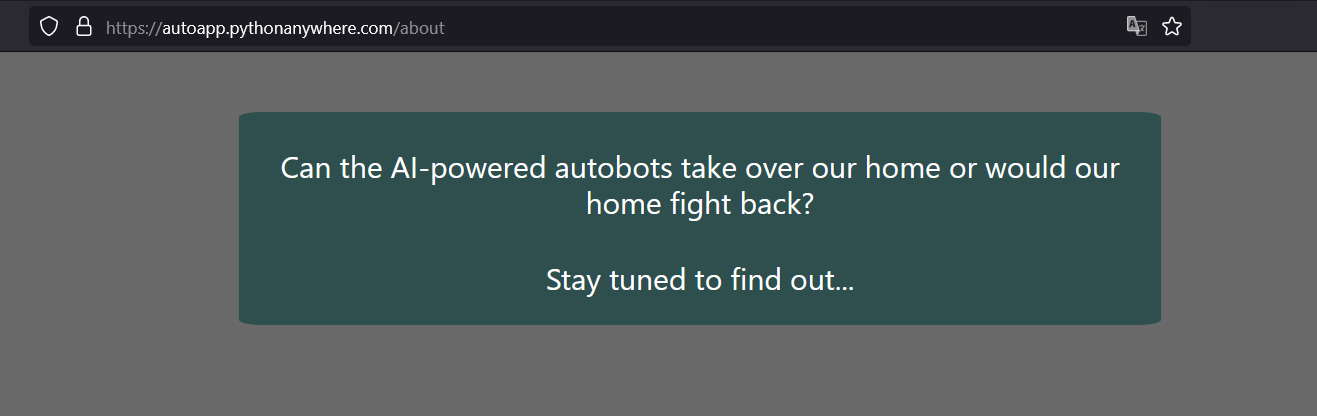 https://autoapp.pythonanywhere.com/about
Can the AI-powered autobots take over our home or would our
home fight back?
Stay tuned to find out...